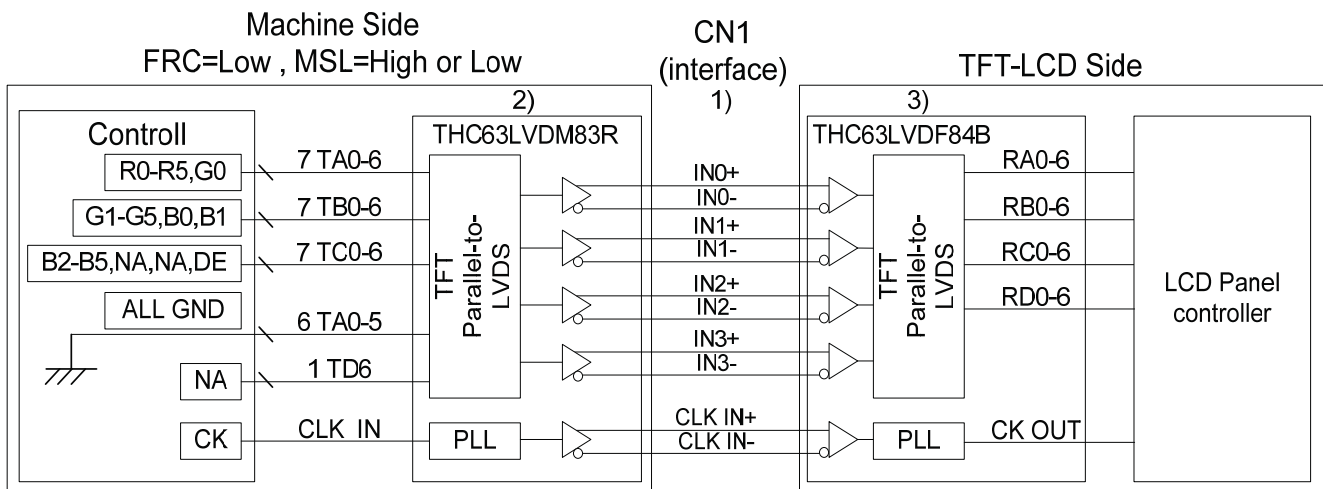 Machine Side
FRC=Low , MSL=High or Low
CN1
(interface)
1)
TFT-LCD Side
2)
3)
Controll
THC63LVDM83R
THC63LVDF84B
R0-R5,G0
7 TA0-6
G1-G5,B0,B1
7 TB0-6
B2-B5,NA,NA,DE
7 TC0-6
ALL GND
6 TA0-5
NA
1 TD6
CK
CLK IN
TFT
Parallel-to-
LVDS
PLL
IN0+
IN0-
IN1+
IN1-
IN2+
IN2-
IN3+
IN3-
CLK IN+
CLK IN-
TFT
Parallel-to-
LVDS
PLL
RA0-6
RB0-6
RC0-6
RD0-6
CK OUT
LCD Panel
controller